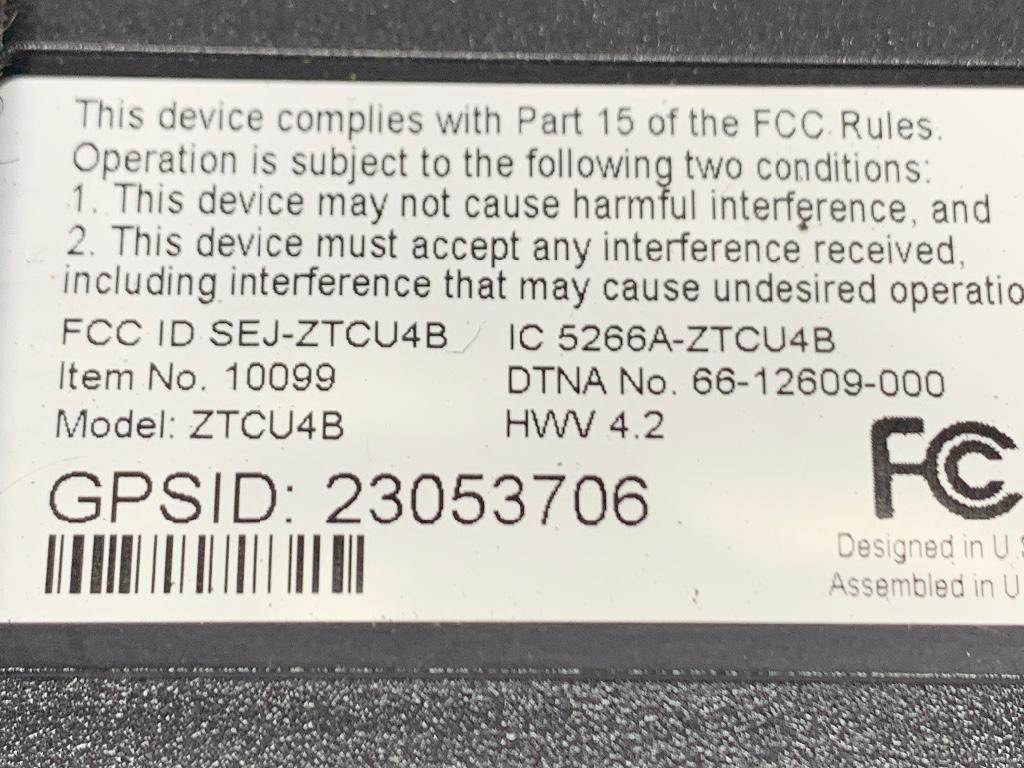 This device complies with Part 15 of the FCC Rules.
Operation is subject to the following two conditions:
1. This device may not cause harmful interference, and
2. This device must accept any interference received,
including interference that may cause undesired operatio
FCC ID SEJ-ZTCU4B IC 5266A-ZTCU4B
Item No. 10099 DTNA No. 66-12609-000
Model: ZTCU4B HWV 4.2
FC
GPSID: 23053706
Designed in U.S
Assembled in U